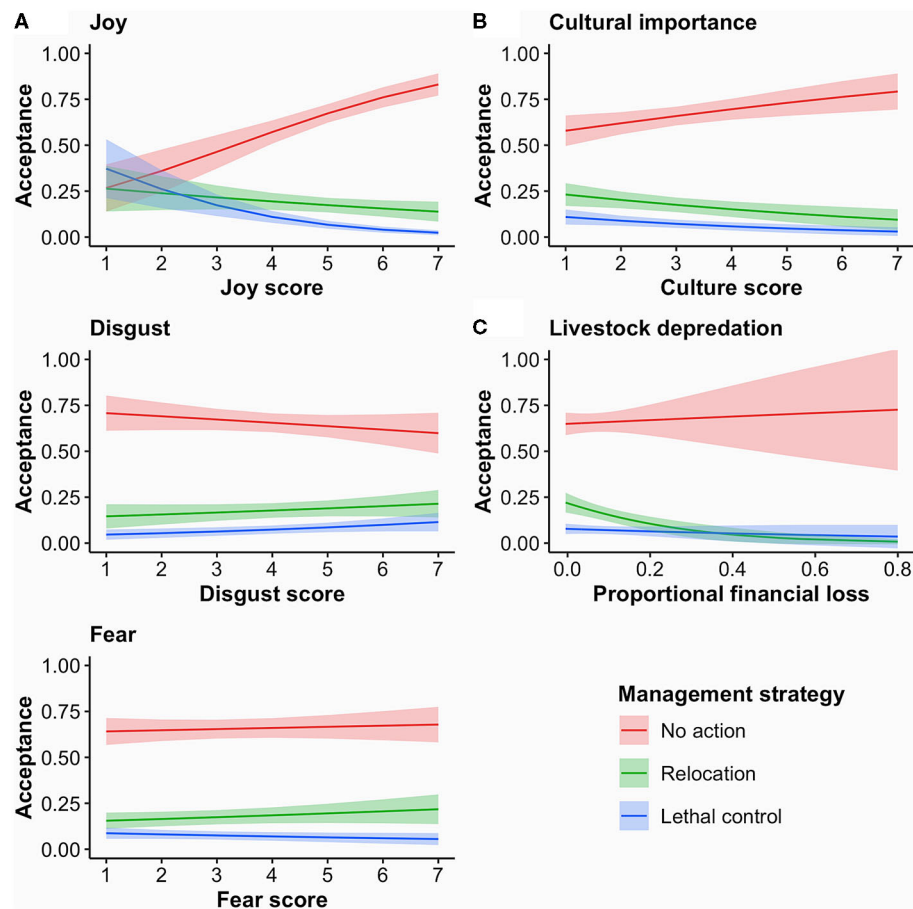 A
Joy
1.00
0.75
0.50
0.25
0.00
Acceptance
1 2 3 4 5 6 7
Joy score
B
Cultural importance
1.00
0.75
0.50
0.25
0.00
Acceptance
1 2 3 4 5 6 7
Culture score
Disgust
1.00
0.75
0.50
0.25
0.00
Acceptance
1 2 3 4 5 6 7
Disgust score
C
Livestock depredation
1.00
0.75
0.50
0.25
0.00
Acceptance
0.0 0.2 0.4 0.6 0.8
Proportional financial loss
Fear
1.00
0.75
0.50
0.25
0.00
Acceptance
1 2 3 4 5 6 7
Fear score
Management strategy
No action
Relocation
Lethal control